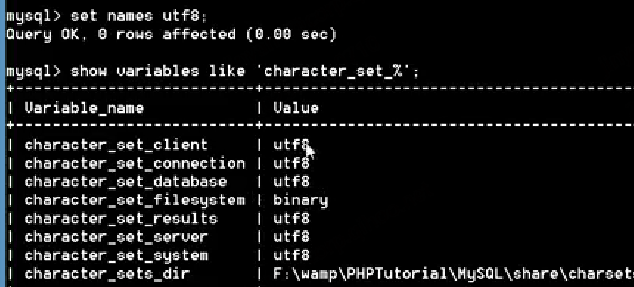 mysql> set names utf8;
Query OK, 0 rows affected (0.00 sec)
mysql> show variables like 'character_set_%';
+--------------------------+--------------------------------------
| Variable_name | Value
+--------------------------+--------------------------------------
| character_set_client | utf8
| character_set_connection | utf8
| character_set_database | utf8
| character_set_filesystem | binary
| character_set_results | utf8
| character_set_server | utf8
| character_set_system | utf8
| character_sets_dir | F:\wamp\PHPTutorial\MySQL\share\charsets